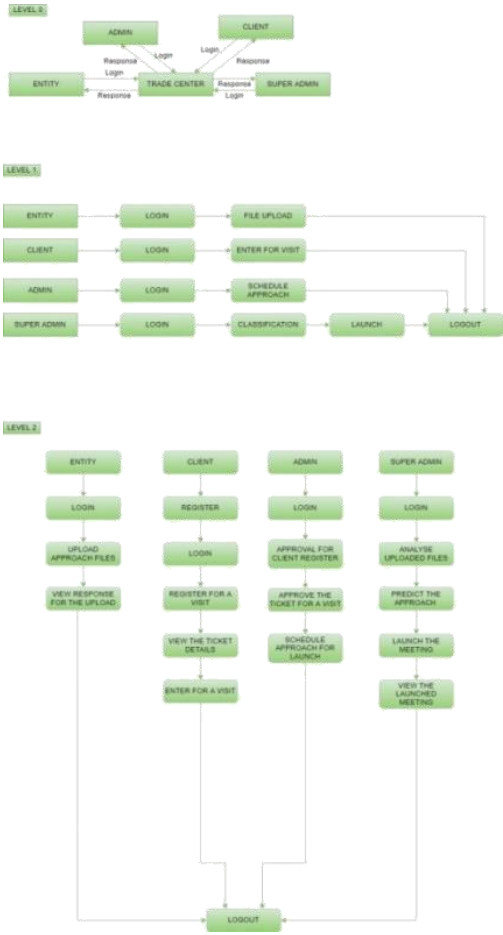 LEVEL 0
ADMIN
CLIENT
Login
Login
Response
Response
Login
ENTITY
TRADE CENTER
Response
SUPER ADMIN
Response
Login
LEVEL 1
ENTITY
LOGIN
FILE UPLOAD
CLIENT
LOGIN
ENTER FOR VISIT
ADMIN
LOGIN
SCHEDULE
APPROACH
SUPER ADMIN
LOGIN
CLASSIFICATION
LAUNCH
LOGOUT
LEVEL 2
ENTITY
LOGIN
UPLOAD
APPROACH FILES
VIEW RESPONSE
FOR THE UPLOAD
CLIENT
REGISTER
LOGIN
REGISTER FOR A
VISIT
VIEW THE TICKET
DETAILS
ENTER FOR A VISIT
ADMIN
LOGIN
APPROVAL FOR
CLIENT REGISTER
APPROVE THE
TICKET FOR A VISIT
SCHEDULE
APPROACH FOR
LAUNCH
SUPER ADMIN
LOGIN
ANALYSE
UPLOADED FILES
PREDICT THE
APPROACH
LAUNCH THE
MEETING
VIEW THE
LAUNCHED
MEETING
LOGOUT